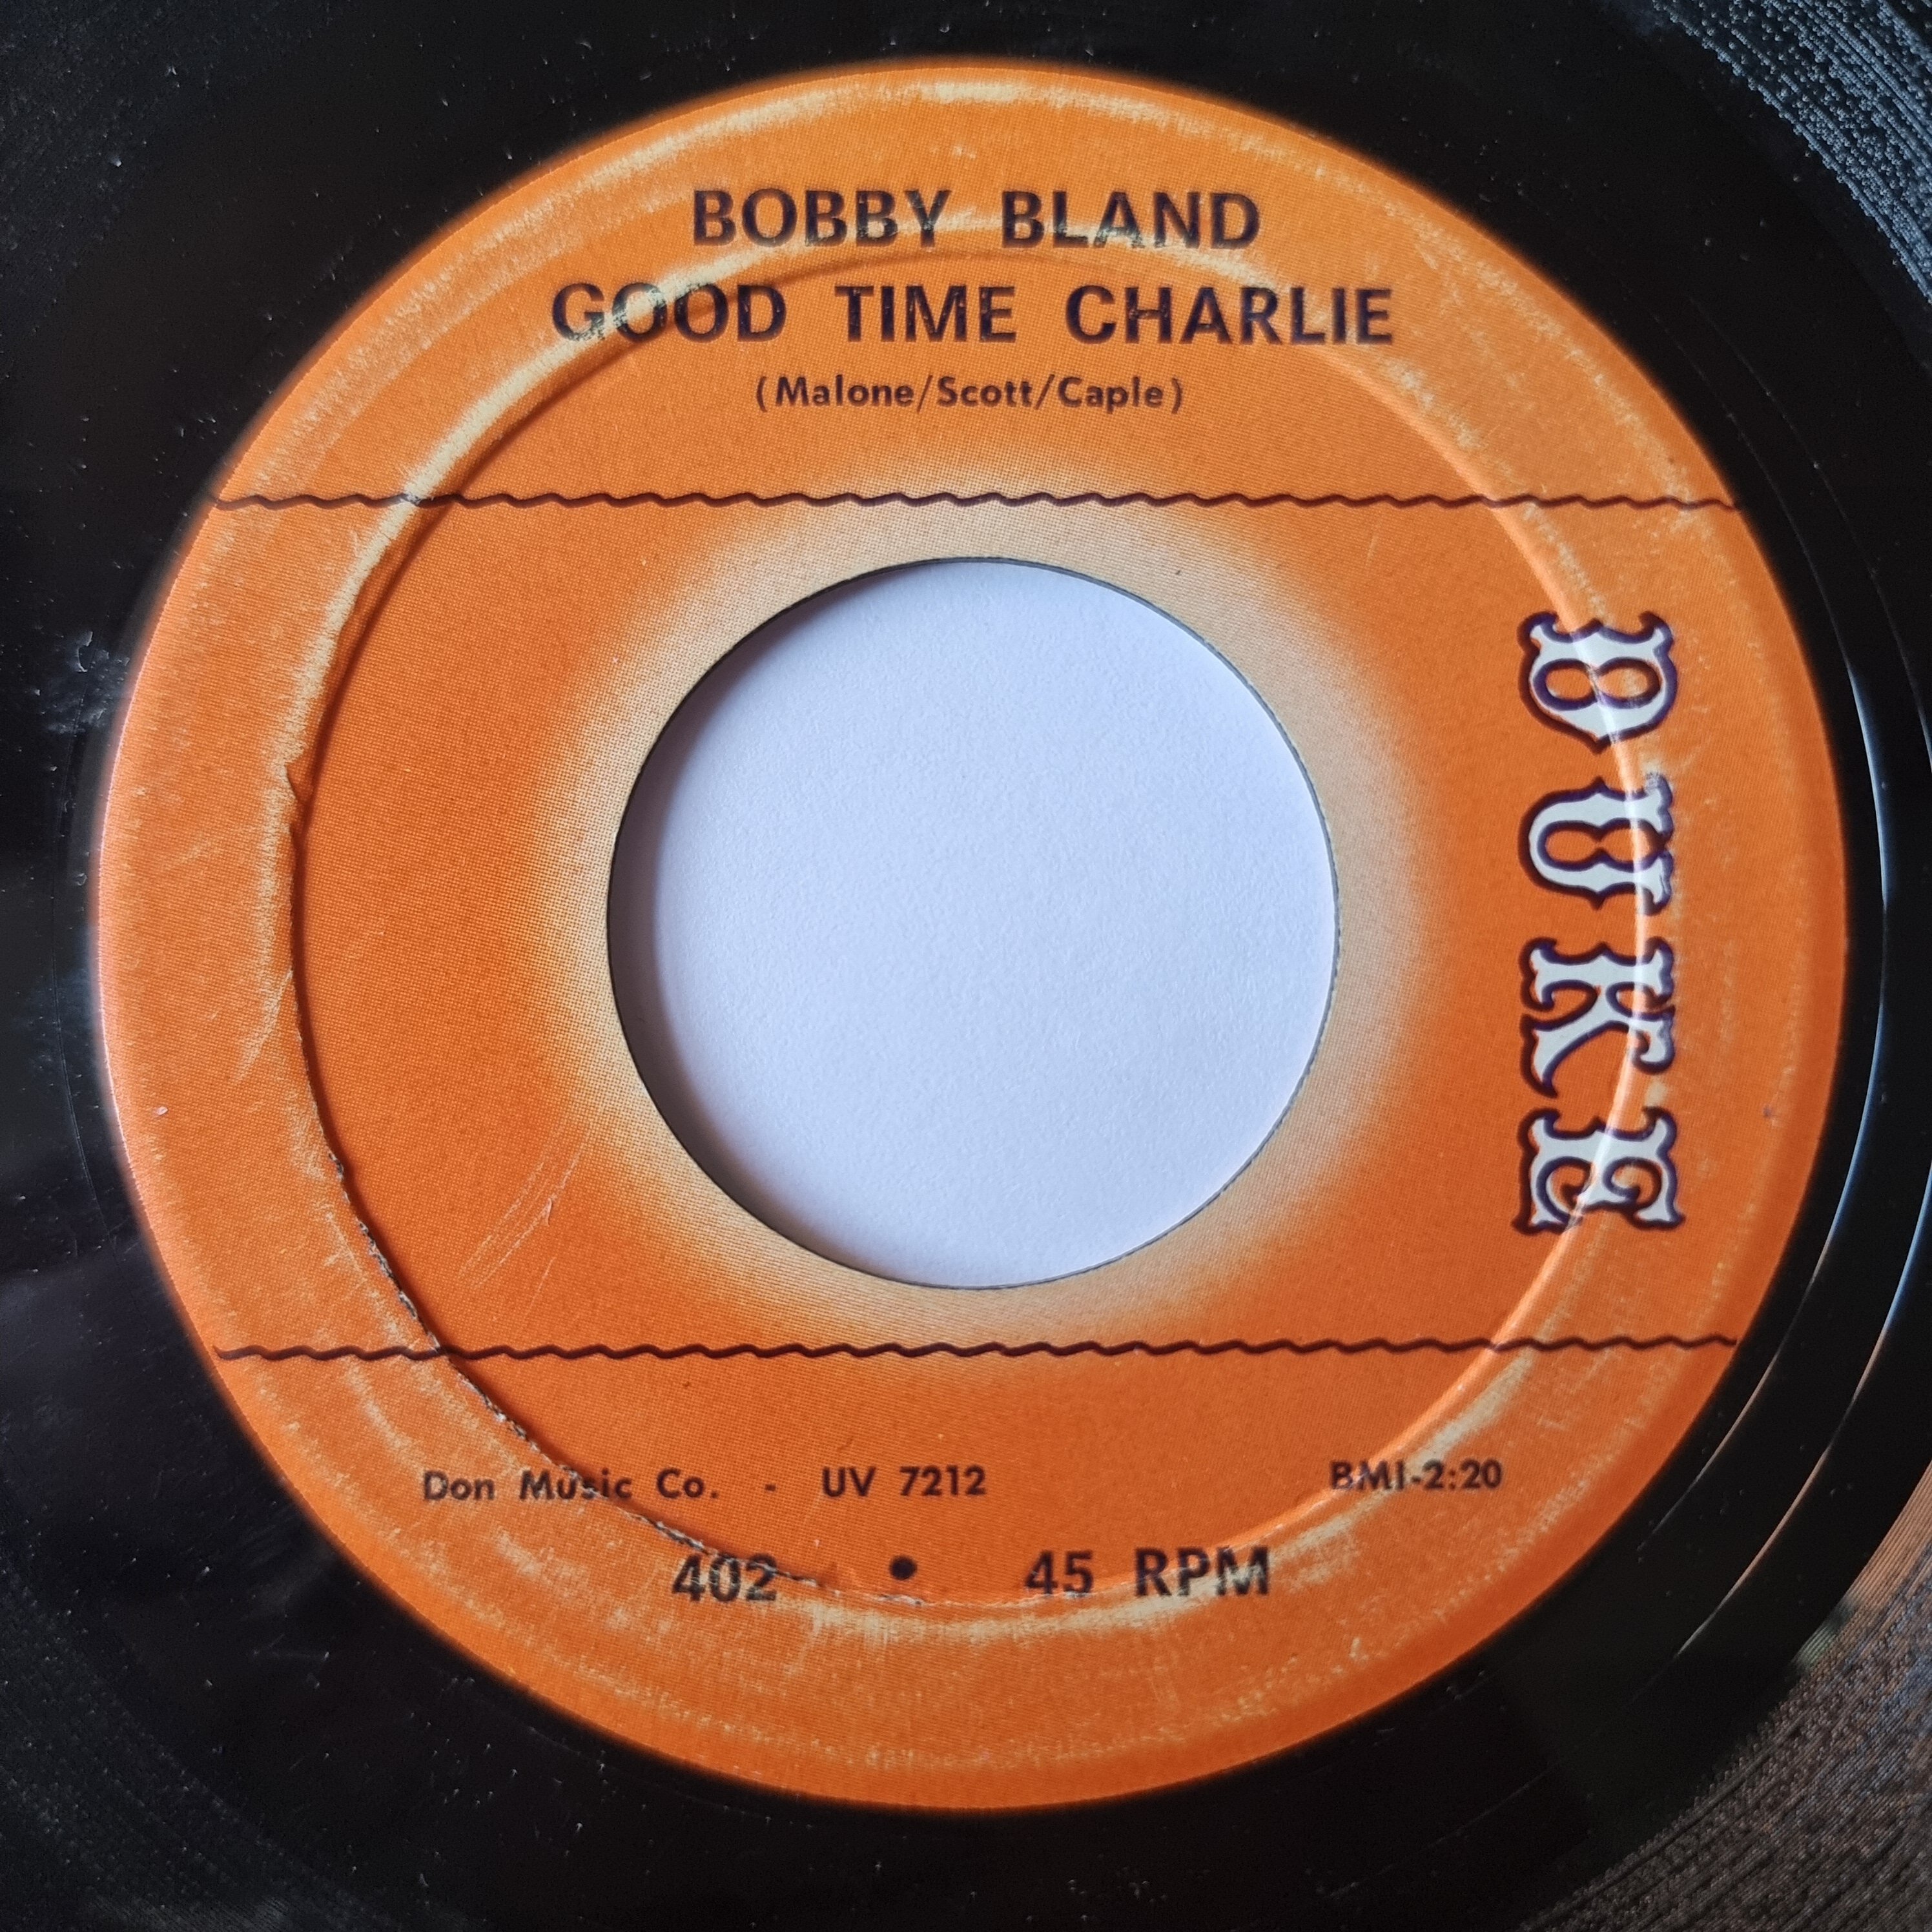 BOBBY BLAND
GOOD TIME CHARLIE
(Malone/Scott/Caple)
DUKE
Don Music Co. - UV 7212
BMI-2:20
402 • 45 RPM